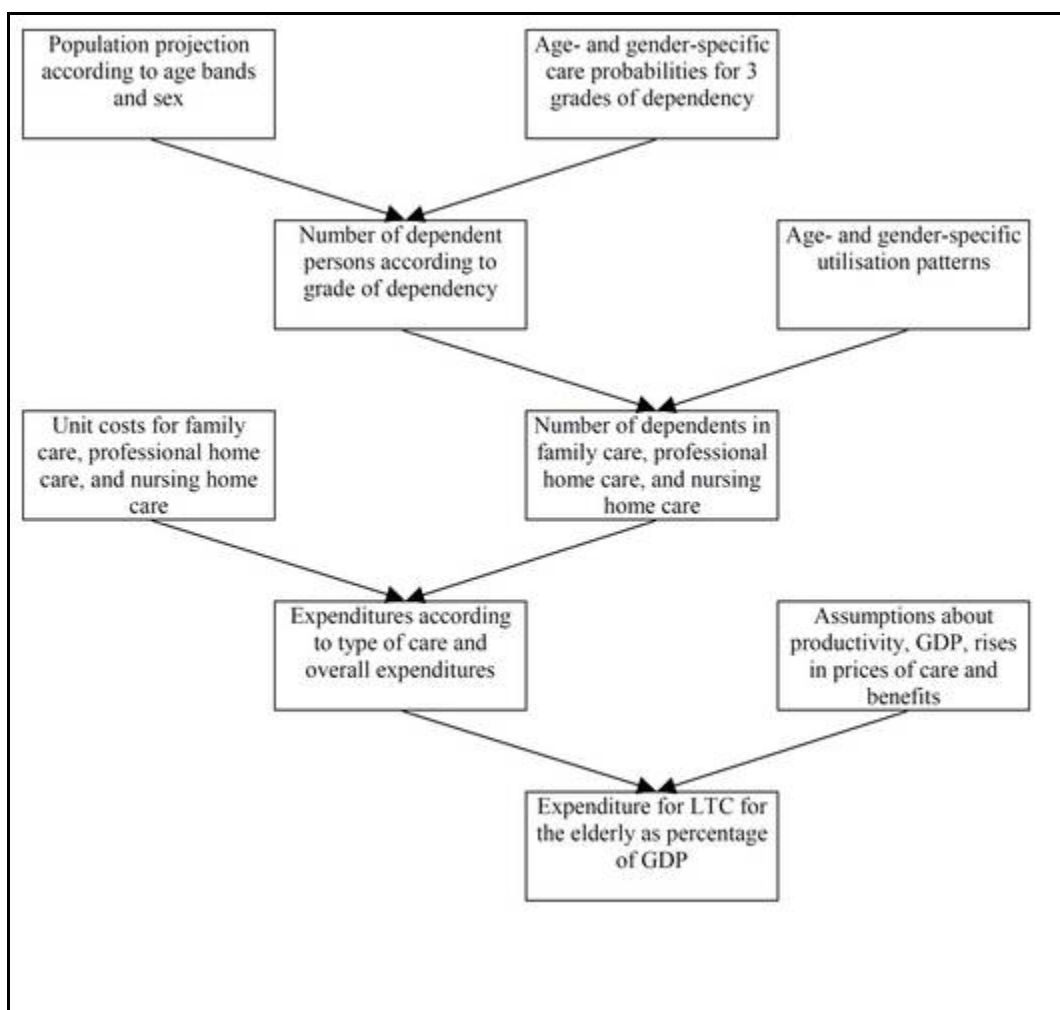 Population projection
according to age bands
and sex
Age- and gender-specific
care probabilities for 3
grades of dependency
Number of dependent
persons according to
grade of dependency
Age- and gender-specific
utilisation patterns
Unit costs for family
care, professional home
care, and nursing home
care
Number of dependents in
family care, professional
home care, and nursing
home care
Expenditures according
to type of care and
overall expenditures
Assumptions about
productivity, GDP, rises
in prices of care and
benefits
Expenditure for LTC for
the elderly as percentage
of GDP